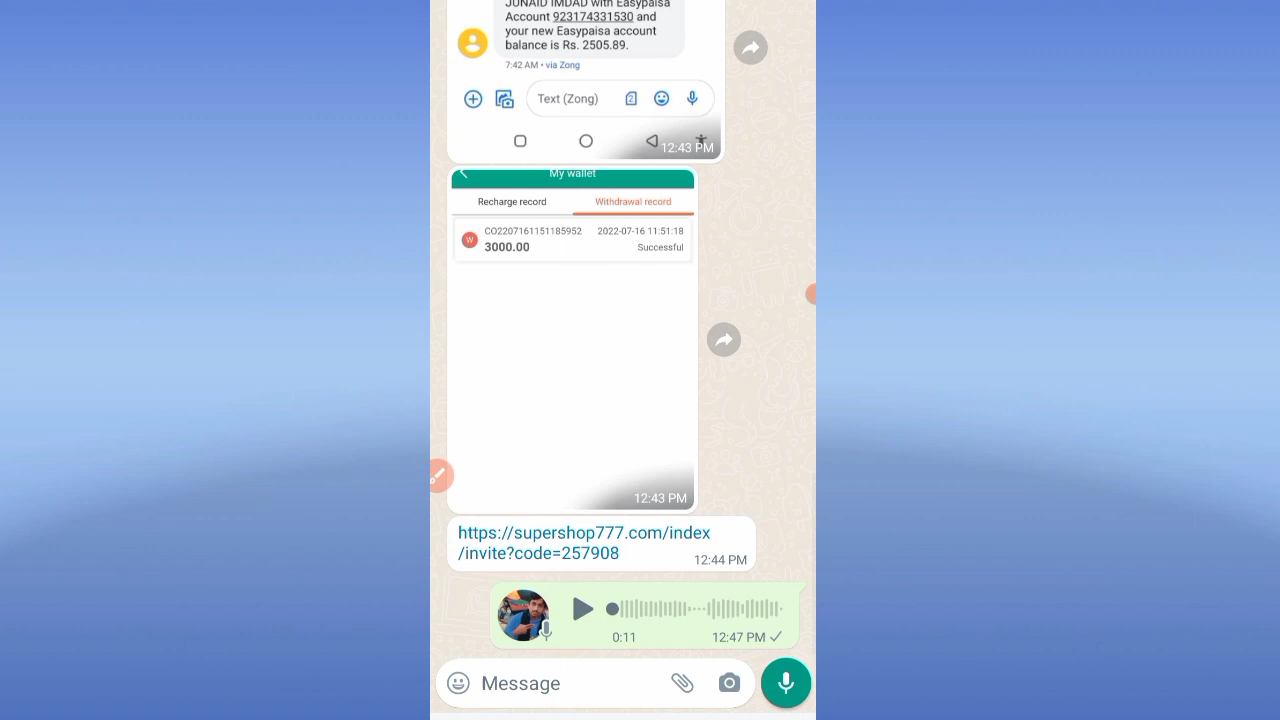 JUNAID IMDAD with Easypaisa
Account 923174331530 and
your new Easypaisa account
balance is Rs. 2505.89.
7:42 AM • via Zong
Text (Zong)
2
12:43 PM
My wallet
Recharge record Withdrawal record
W CO2207161151185952 2022-07-16 11:51:18
3000.00 Successful
12:43 PM
https://supershop777.com/index
/invite?code=257908
12:44 PM
0:11 12:47 PM
Message